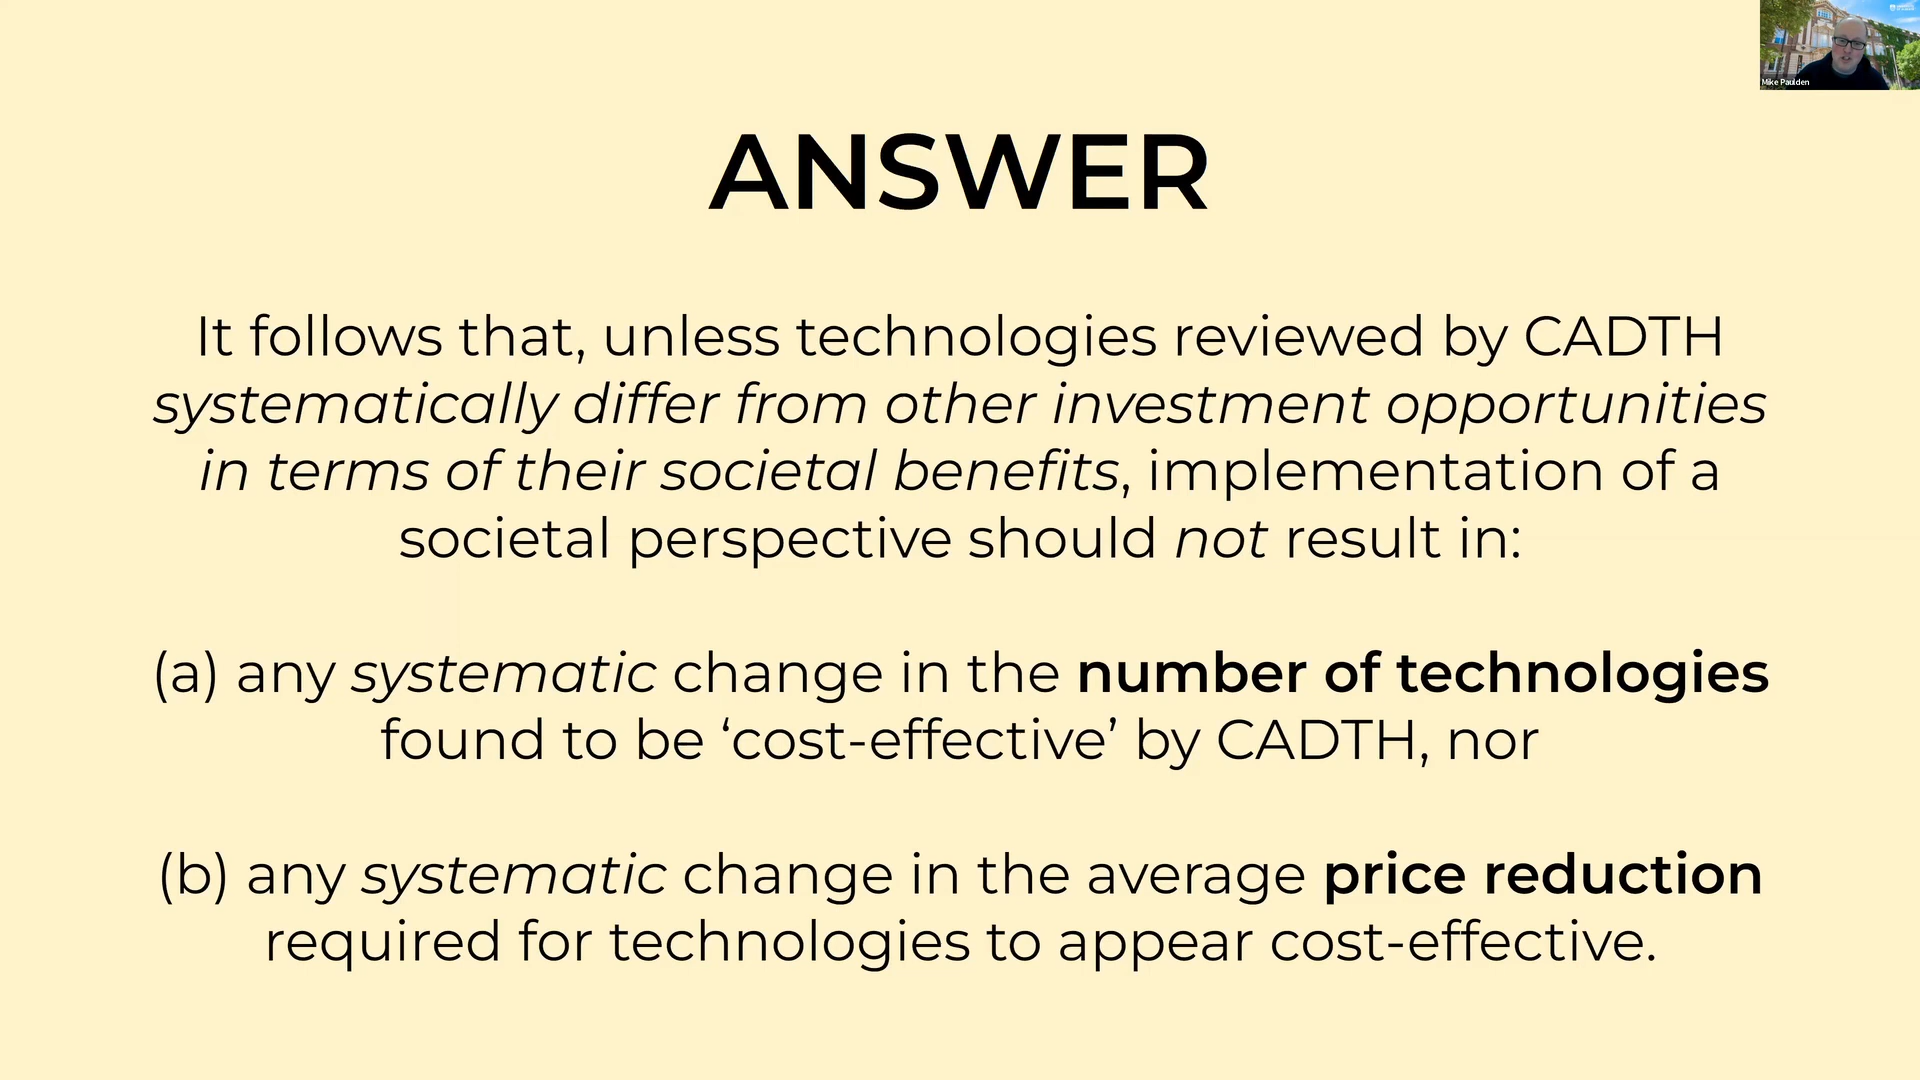 Mike Paulden
ANSWER
It follows that, unless technologies reviewed by CADTH
systematically differ from other investment opportunities
in terms of their societal benefits, implementation of a
societal perspective should not result in:
(a) any systematic change in the number of technologies
found to be ‘cost-effective’ by CADTH, nor
(b) any systematic change in the average price reduction
required for technologies to appear cost-effective.